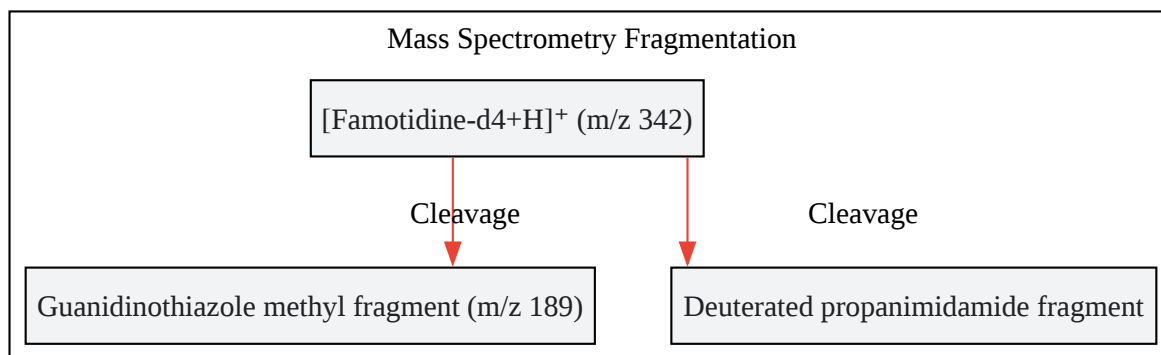 Mass Spectrometry Fragmentation
[Famotidine-d4+H]⁺ (m/z 342)
Cleavage
Cleavage
Guanidinothiazole methyl fragment (m/z 189)
Deuterated propanimidamide fragment